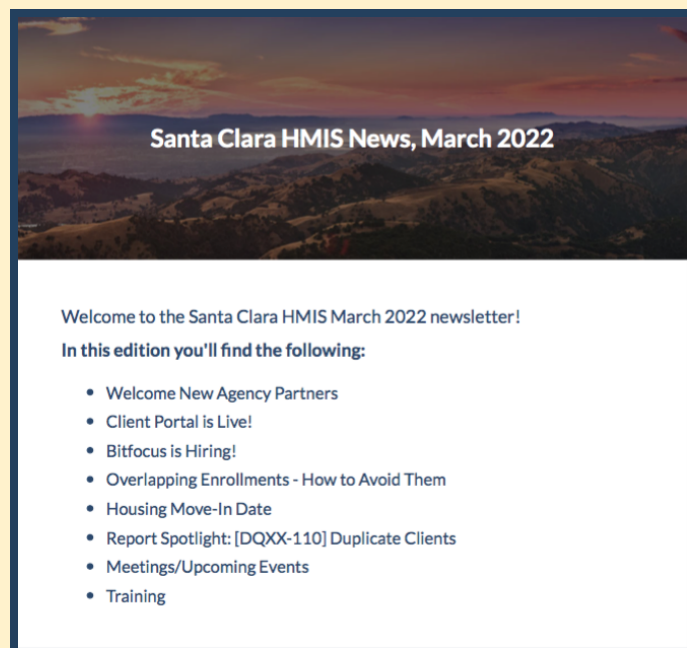 Santa Clara HMIS News, March 2022
Welcome to the Santa Clara HMIS March 2022 newsletter!
In this edition you'll find the following:
• Welcome New Agency Partners
• Client Portal is Live!
• Bitfocus is Hiring!
• Overlapping Enrollments - How to Avoid Them
• Housing Move-In Date
• Report Spotlight: [DQXX-110] Duplicate Clients
• Meetings/Upcoming Events
• Training